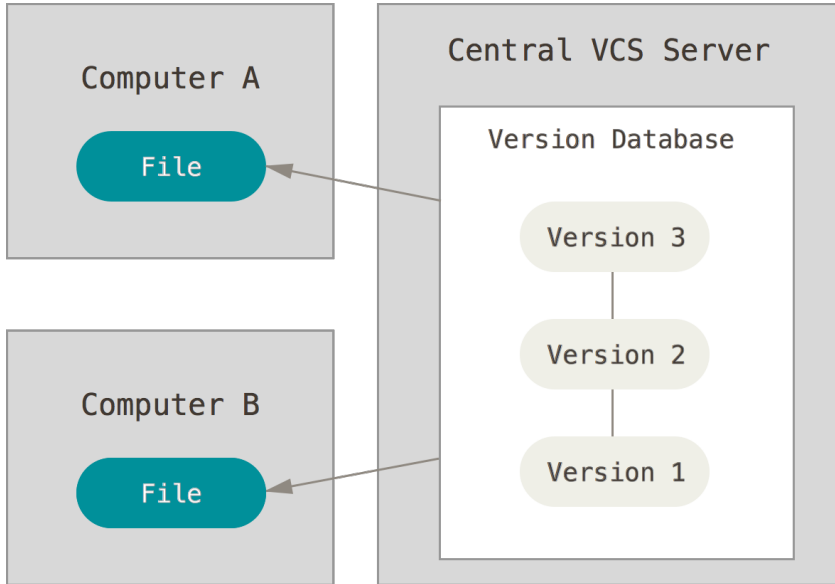 Computer A
File
Computer B
File
Central VCS Server
Version Database
Version 3
Version 2
Version 1